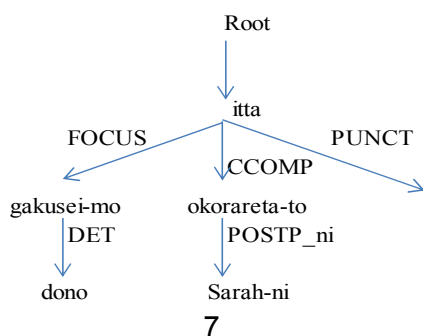 Root
itta
FOCUS CCOMP PUNCT
gakusei-mo okorareta-to
DET POSTP_ni
dono Sarah-ni
7